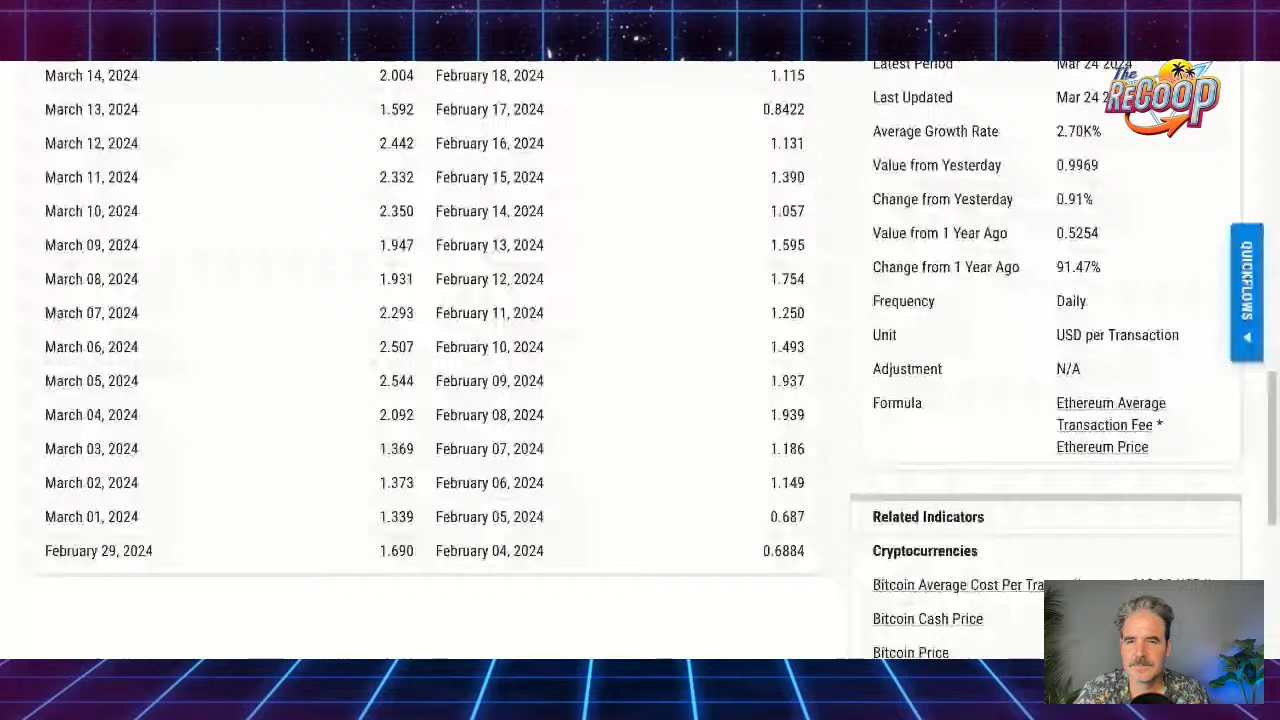 March 14, 2024 2.004 February 18, 2024 1.115
March 13, 2024 1.592 February 17, 2024 0.8422
March 12, 2024 2.442 February 16, 2024 1.131
March 11, 2024 2.332 February 15, 2024 1.390
March 10, 2024 2.350 February 14, 2024 1.057
March 09, 2024 1.947 February 13, 2024 1.595
March 08, 2024 1.931 February 12, 2024 1.754
March 07, 2024 2.293 February 11, 2024 1.250
March 06, 2024 2.507 February 10, 2024 1.493
March 05, 2024 2.544 February 09, 2024 1.937
March 04, 2024 2.092 February 08, 2024 1.939
March 03, 2024 1.369 February 07, 2024 1.186
March 02, 2024 1.373 February 06, 2024 1.149
March 01, 2024 1.339 February 05, 2024 0.687
February 29, 2024 1.690 February 04, 2024 0.6884
Latest Period Mar 24 2024
Last Updated Mar 24 2
Average Growth Rate 2.70K%
Value from Yesterday 0.9969
Change from Yesterday 0.91%
Value from 1 Year Ago 0.5254
Change from 1 Year Ago 91.47%
Frequency Daily
Unit USD per Transaction
Adjustment N/A
Formula Ethereum Average
Transaction Fee *
Ethereum Price
Related Indicators
Cryptocurrencies
Bitcoin Average Cost Per Tra
Bitcoin Cash Price
Bitcoin Price
The
RECOOP
QUICKFLOWS